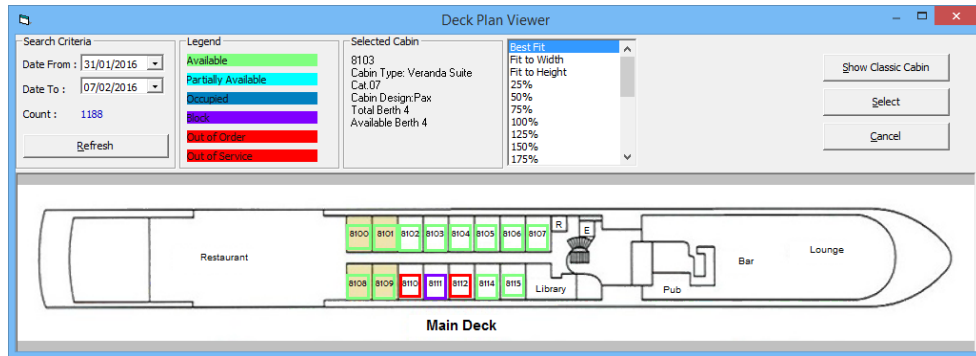 Deck Plan Viewer
Search Criteria
Date From : 31/01/2016
Date To : 07/02/2016
Count : 1188
Refresh
Legend
Available
Partially Available
Occupied
Block
Out of Order
Out of Service
Selected Cabin
8103
Cabin Type: Veranda Suite
Cat.07
Cabin Design:Pax
Total Berth 4
Available Berth 4
Best Fit
Fit to Width
Fit to Height
25%
50%
75%
100%
125%
150%
175%
Show Classic Cabin
Select
Cancel
8100 8101 8102 8103 8104 8105 8106 8107 R E
Restaurant
Bar
Lounge
8108 8109 8110 8111 8112 8114 8115 Library
Pub
Main Deck